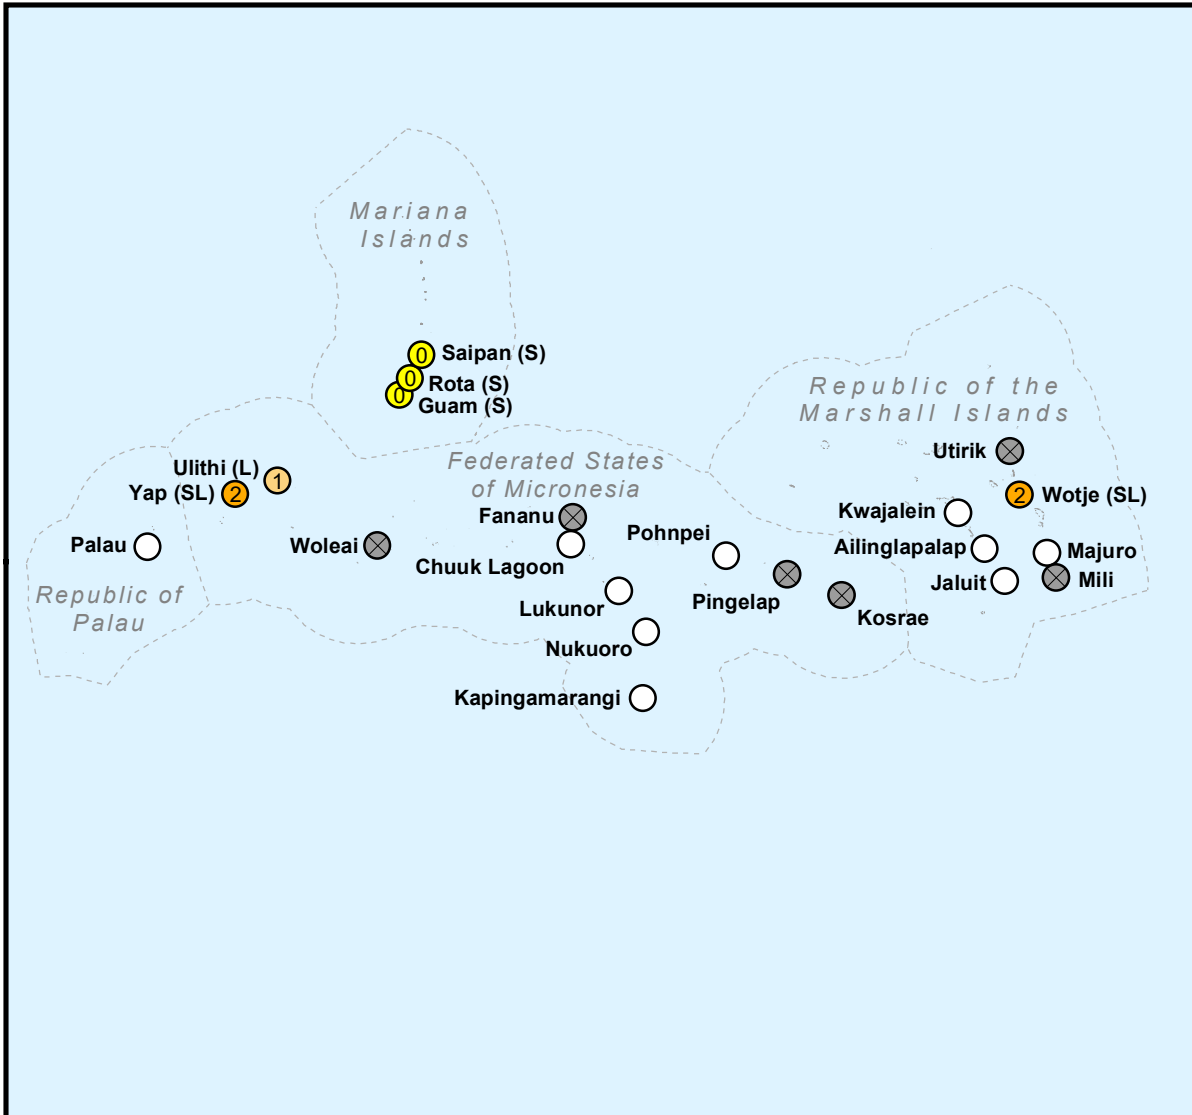 Mariana
Islands
0 Saipan (S)
0 Rota (S)
0 Guam (S)
Republic of the
Marshall Islands
Utirik
Federated States
of Micronesia
Ulithi (L) 1
Yap (SL) 2
2 Wotje (SL)
Kwajalein
Fananu
Pohnpei
Palau
Woleai
Chuuk Lagoon
Ailinglapalap
Majuro
Jaluit
Mili
Republic of
Palau
Lukunor
Pingelap
Kosrae
Nukuoro
Kapingamarangi